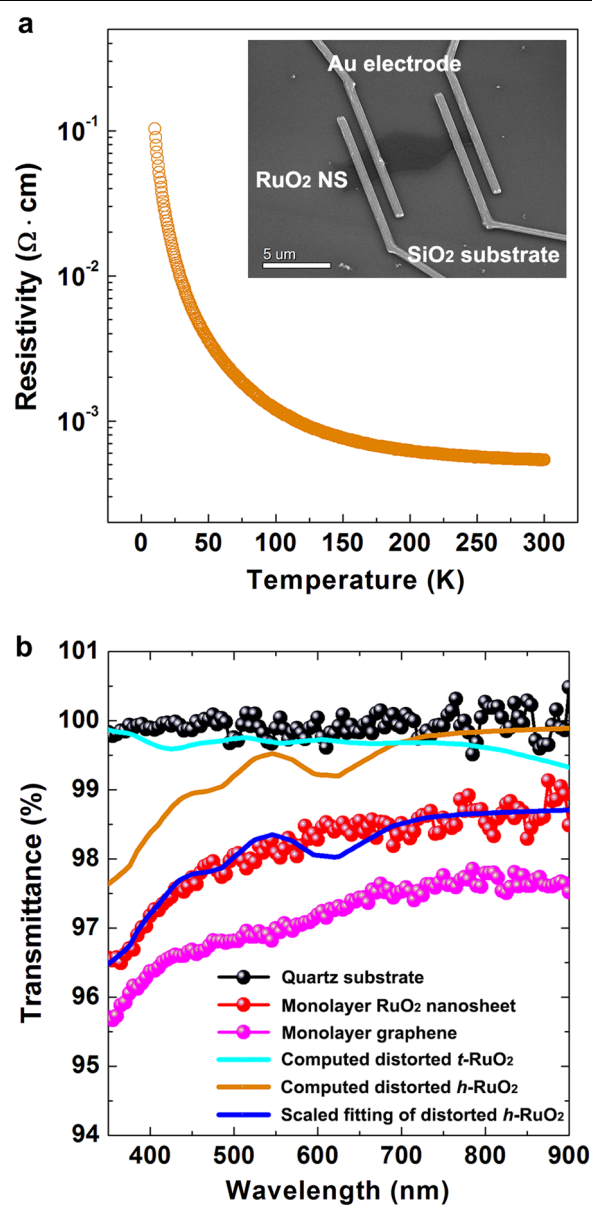 a
Resistivity (Ω · cm)
10⁻¹
10⁻²
10⁻³
Au electrode
RuO₂ NS
SiO₂ substrate
5 um
0 50 100 150 200 250 300
Temperature (K)
b
Transmittance (%)
101
100
99
98
97
96
95
94
Quartz substrate
Monolayer RuO₂ nanosheet
Monolayer graphene
Computed distorted t-RuO₂
Computed distorted h-RuO₂
Scaled fitting of distorted h-RuO₂
400 500 600 700 800 900
Wavelength (nm)